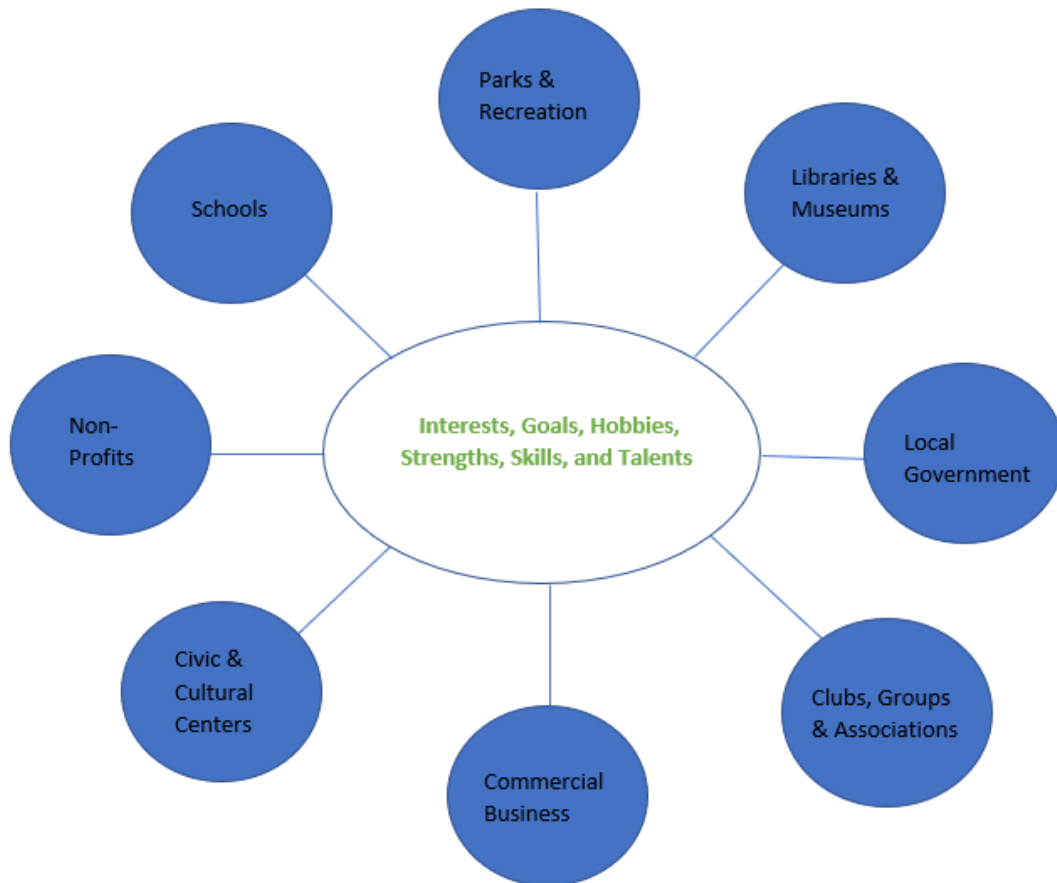 Parks &
Recreation
Libraries &
Museums
Schools
Interests, Goals, Hobbies,
Strengths, Skills, and Talents
Non-
Profits
Local
Government
Civic &
Cultural
Centers
Clubs, Groups
& Associations
Commercial
Business